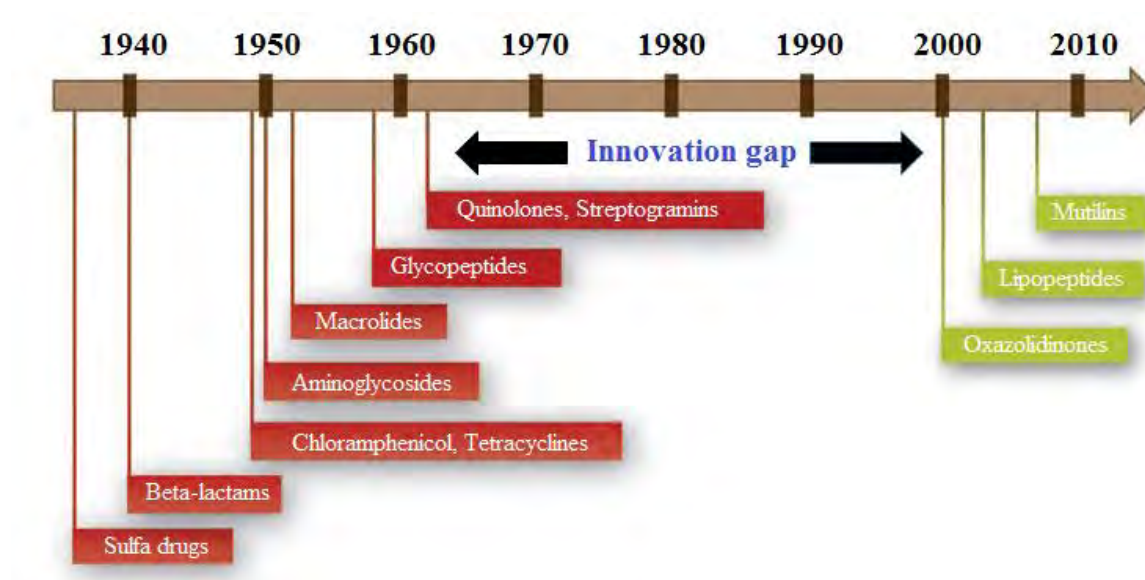 1940 1950 1960 1970 1980 1990 2000 2010
Innovation gap
Quinolones, Streptogramins
Mutilins
Glycopeptides
Lipopeptides
Macrolides
Oxazolidinones
Aminoglycosides
Chloramphenicol, Tetracyclines
Beta-lactams
Sulfa drugs